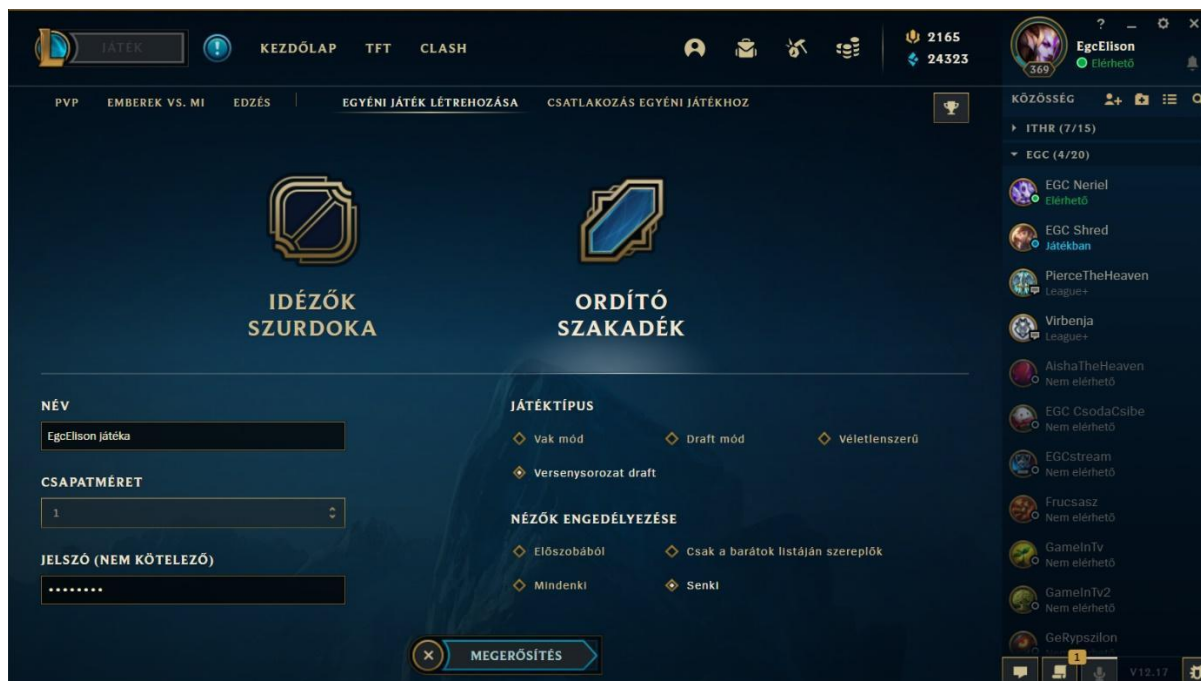 JÁTÉK
KEZDŐLAP TFT CLASH
2165
24323
369
?
EgcElison
Elérhető
PVP EMBEREK VS. MI EDZÉS EGYÉNI JÁTÉK LÉTREHOZÁSA CSATLAKOZÁS EGYÉNI JÁTÉKHOZ
IDÉZŐK
SZURDOKA
ORDÍTÓ
SZAKADÉK
NÉV
EgcElison játéka
CSAPATMÉRET
1
JELSZÓ (NEM KÖTELEZŐ)
••••••••
JÁTÉKTÍPUS
Vak mód Draft mód Véletlenszerű
Versenysorozat draft
NÉZŐK ENGEDÉLYEZÉSE
Előszobából Csak a barátok listáján szereplők
Mindenki Senki
MEGERŐSÍTÉS
KÖZÖSSÉG
ITHR (7/15)
EGC (4/20)
EGC Neriel
Elérhető
EGC Shred
Játékban
PierceTheHeaven
League+
Virbenja
League+
AishaTheHeaven
Nem elérhető
EGC CsodaCsibe
Nem elérhető
EGCstream
Nem elérhető
Frucsasz
Nem elérhető
GameInTv
Nem elérhető
GameInTv2
Nem elérhető
GeRypszilon
1
V12.17